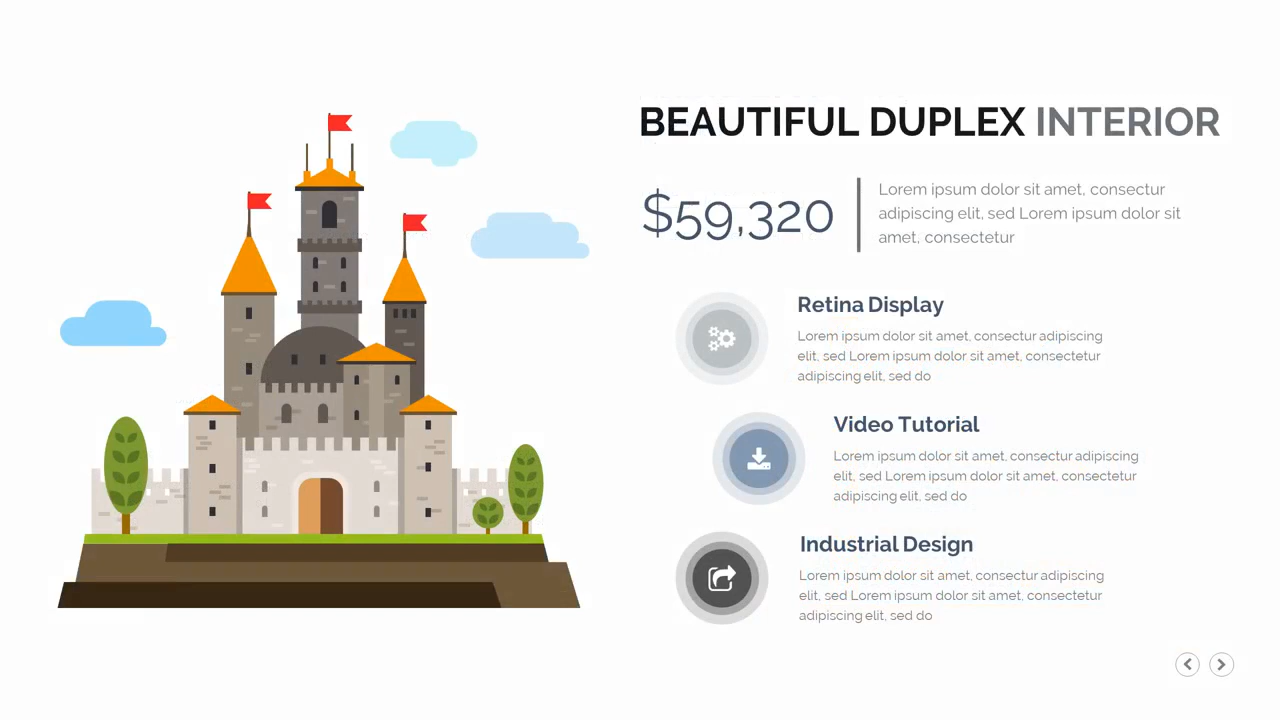 BEAUTIFUL DUPLEX INTERIOR
$59,320
Lorem ipsum dolor sit amet, consectur
adipiscing elit, sed Lorem ipsum dolor sit
amet, consectetur
Retina Display
Lorem ipsum dolor sit amet, consectur adipiscing
elit, sed Lorem ipsum dolor sit amet, consectetur
adipiscing elit, sed do
Video Tutorial
Lorem ipsum dolor sit amet, consectur adipiscing
elit, sed Lorem ipsum dolor sit amet, consectetur
adipiscing elit, sed do
Industrial Design
Lorem ipsum dolor sit amet, consectur adipiscing
elit, sed Lorem ipsum dolor sit amet, consectetur
adipiscing elit, sed do